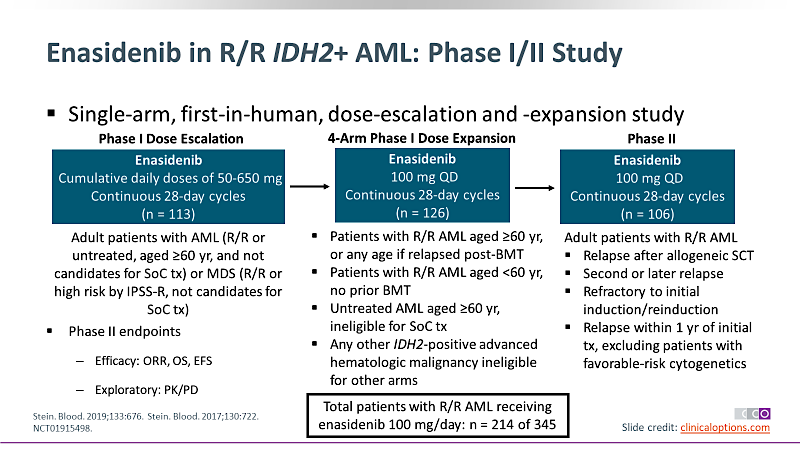 Enasidenib in R/R IDH2+ AML: Phase I/II Study
▪ Single-arm, first-in-human, dose-escalation and -expansion study
Phase I Dose Escalation
Enasidenib
Cumulative daily doses of 50-650 mg
Continuous 28-day cycles
(n = 113)
Adult patients with AML (R/R or
untreated, aged ≥60 yr, and not
candidates for SoC tx) or MDS (R/R or
high risk by IPSS-R, not candidates for
SoC tx)
▪ Phase II endpoints
– Efficacy: ORR, OS, EFS
– Exploratory: PK/PD
4-Arm Phase I Dose Expansion
Enasidenib
100 mg QD
Continuous 28-day cycles
(n = 126)
▪ Patients with R/R AML aged ≥60 yr,
or any age if relapsed post-BMT
▪ Patients with R/R AML aged <60 yr,
no prior BMT
▪ Untreated AML aged ≥60 yr,
ineligible for SoC tx
▪ Any other IDH2-positive advanced
hematologic malignancy ineligible
for other arms
Phase II
Enasidenib
100 mg QD
Continuous 28-day cycles
(n = 106)
Adult patients with R/R AML
▪ Relapse after allogeneic SCT
▪ Second or later relapse
▪ Refractory to initial
induction/reinduction
▪ Relapse within 1 yr of initial
tx, excluding patients with
favorable-risk cytogenetics
Total patients with R/R AML receiving
enasidenib 100 mg/day: n = 214 of 345
Stein. Blood. 2019;133:676. Stein. Blood. 2017;130:722.
NCT01915498.
CCO
Slide credit: clinicaloptions.com